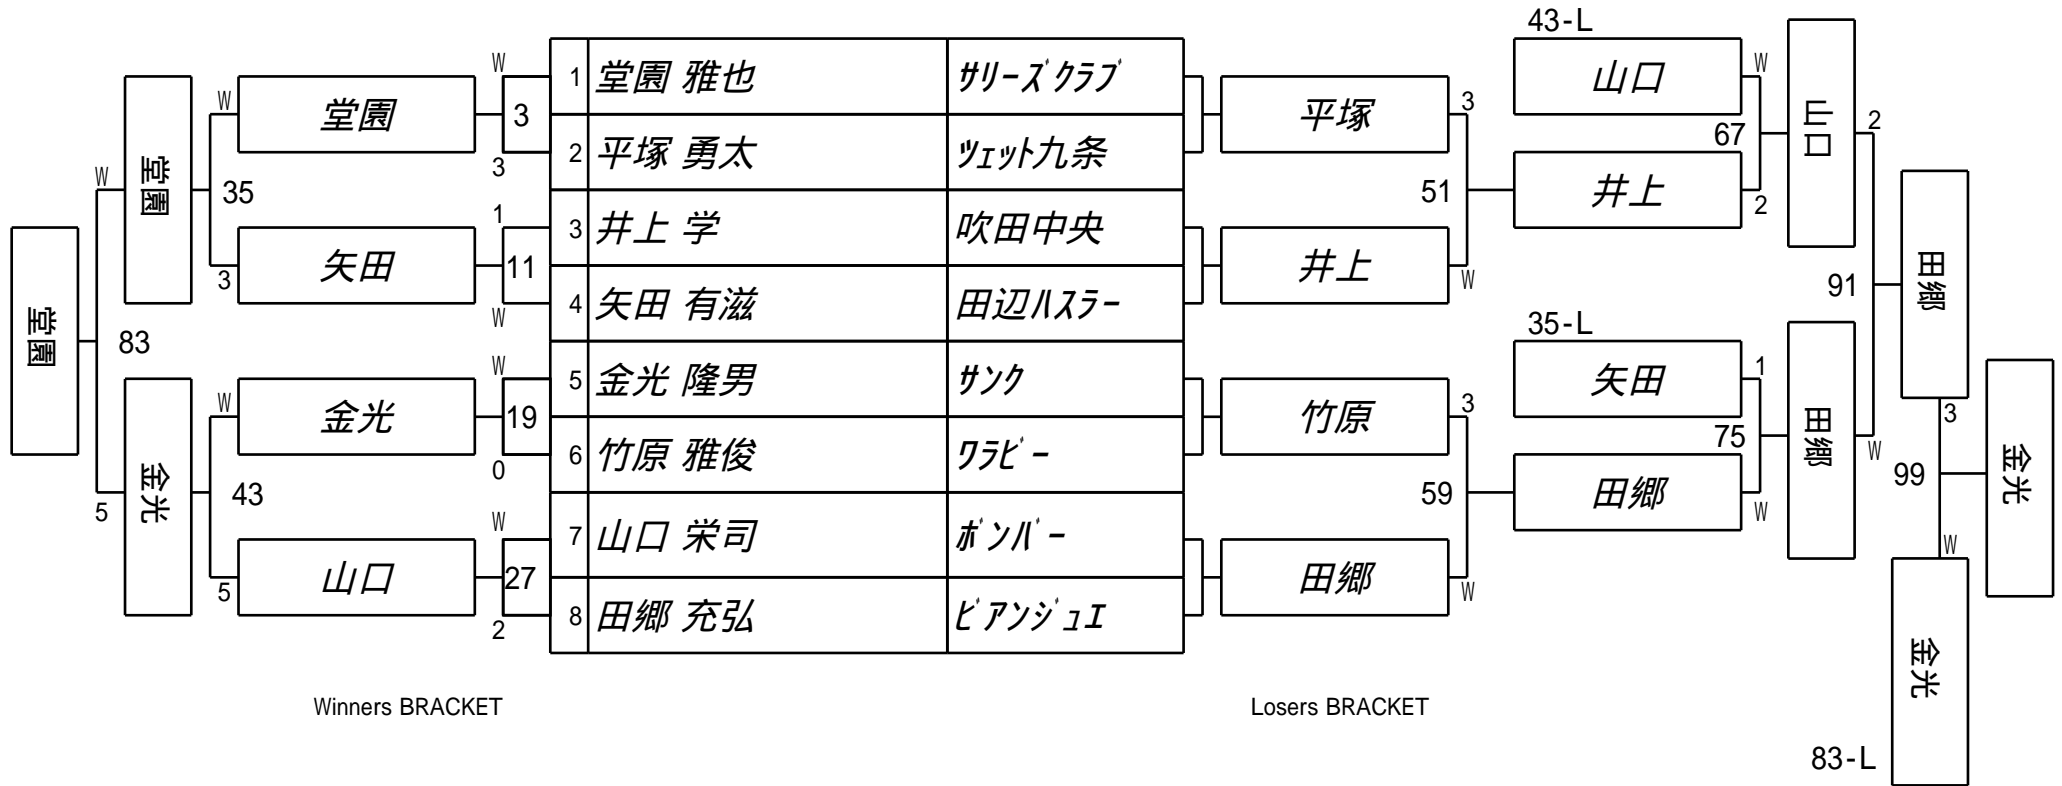 43-L
W
1 堂園 雅也 サリーズクラブ
山口
W
堂園
W
3
平塚
3
67
山口
2
2 平塚 勇太 ツェット九条
3
堂園
W
35
51
井上
2
1
3 井上 学 吹田中央
矢田
3
11
井上
W
91
田郷
堂園
83
4 矢田 有滋 田辺ハスラー
W
35-L
W
5 金光 隆男 サンク
矢田
1
金光
W
19
竹原
3
75
田郷
W
3
6 竹原 雅俊 ワラビー
0
金光
5
43
59
田郷
W
99
金光
W
7 山口 栄司 ボンバー
山口
5
27
田郷
W
W
8 田郷 充弘 ビアンジュエ
2
金光
Winners BRACKET
Losers BRACKET
83-L